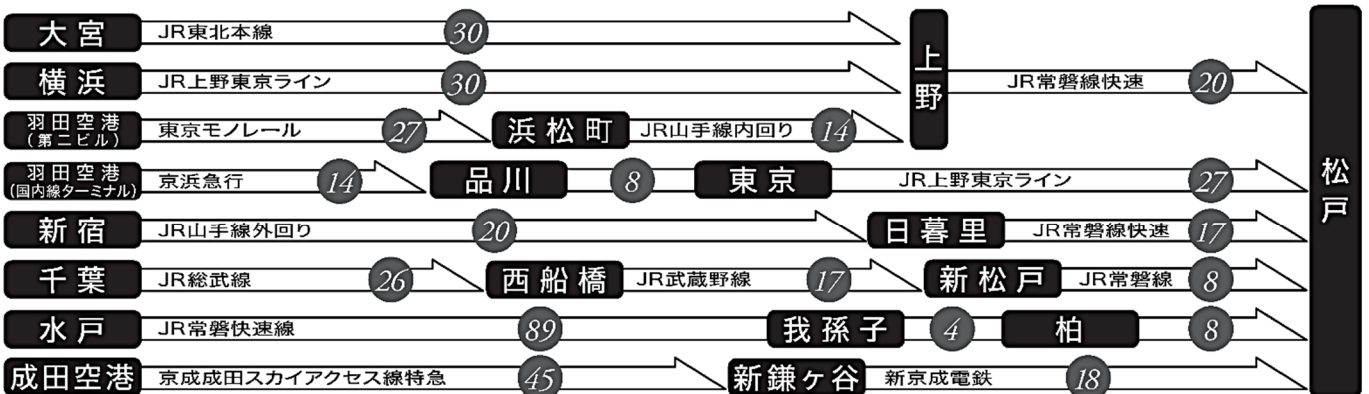 大宮 JR東北本線 30
横浜 JR上野東京ライン 30
上野 JR常磐線快速 20
羽田空港
(第二ビル) 東京モノレール 27 浜松町 JR山手線内回り 14
羽田空港
(国内線ターミナル) 京浜急行 14 品川 8 東京 JR上野東京ライン 27
新宿 JR山手線外回り 20 日暮里 JR常磐線快速 17
千葉 JR総武線 26 西船橋 JR武蔵野線 17 新松戸 JR常磐線 8
水戸 JR常磐快速線 89 我孫子 4 柏 8
成田空港 京成成田スカイアクセス線特急 45 新鎌ヶ谷 新京成電鉄 18
松戸